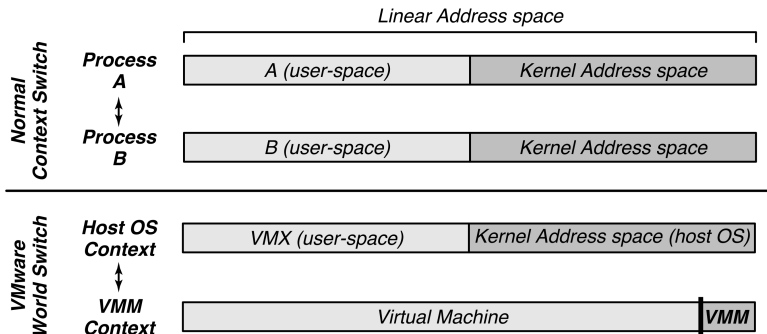 Linear Address space
Normal
Context Switch
Process
A
A (user-space)
Kernel Address space
Process
B
B (user-space)
Kernel Address space
VMware
World Switch
Host OS
Context
VMX (user-space)
Kernel Address space (host OS)
VMM
Context
Virtual Machine
VMM